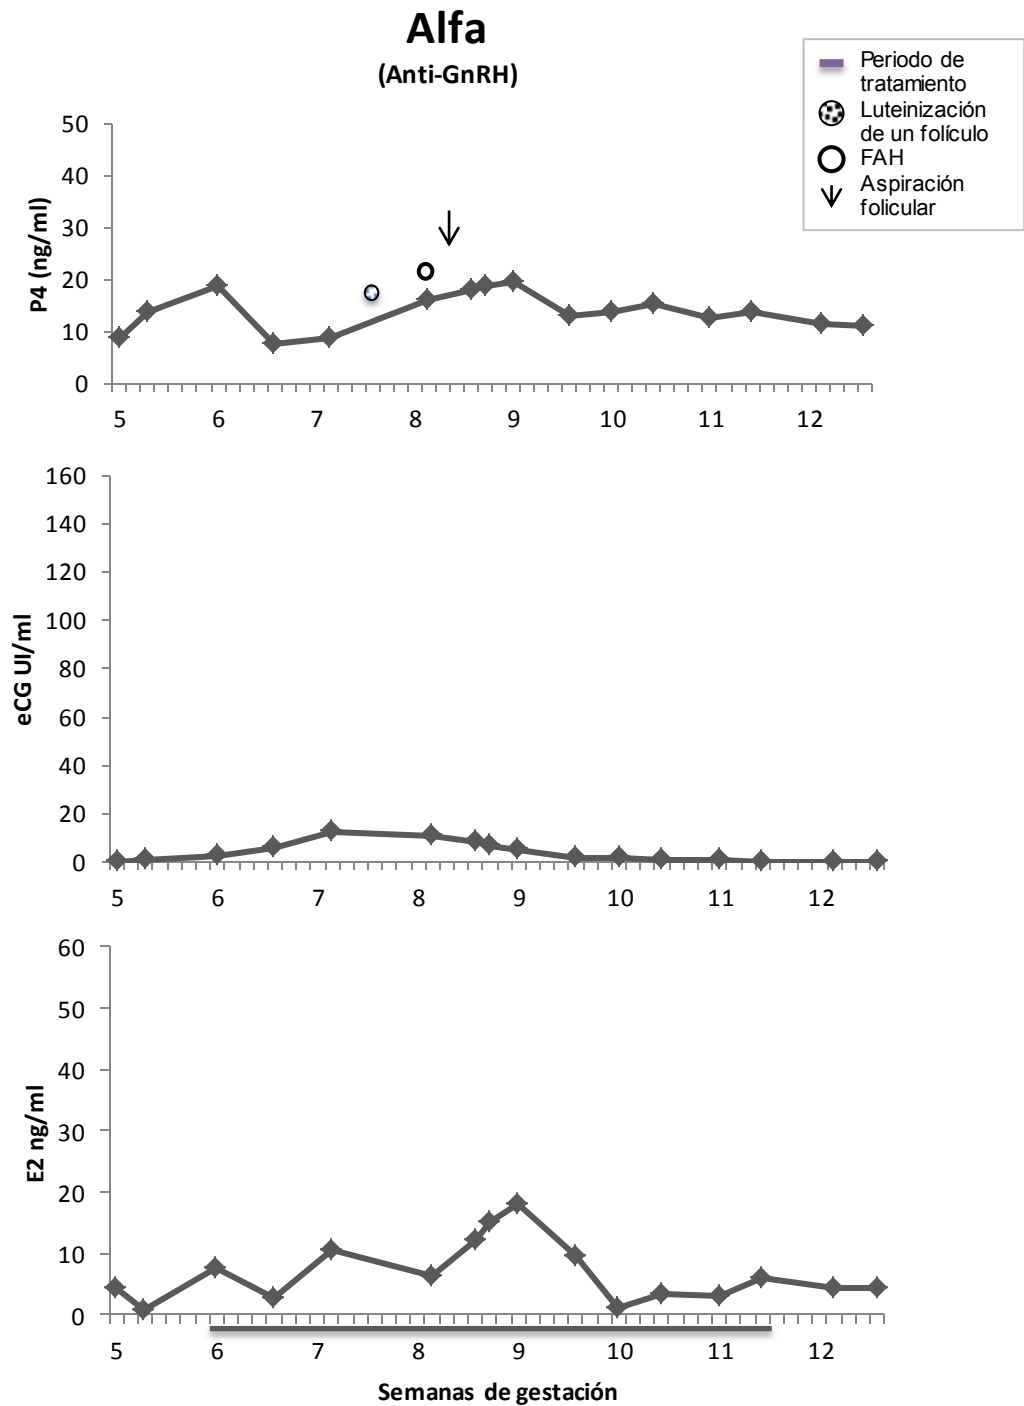 Alfa
(Anti-GnRH)
Periodo de
tratamiento
Luteinización
de un folículo
FAH
Aspiración
folicular
P4 (ng/ml)
50
40
30
20
10
0
5 6 7 8 9 10 11 12
eCG UI/ml
160
140
120
100
80
60
40
20
0
5 6 7 8 9 10 11 12
E2 ng/ml
60
50
40
30
20
10
0
5 6 7 8 9 10 11 12
Semanas de gestación